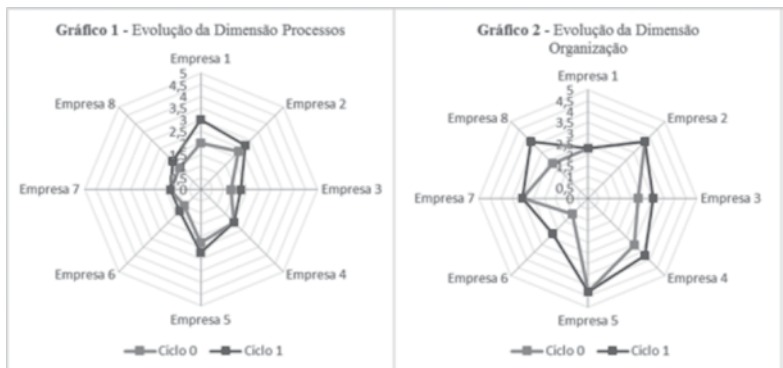 Gráfico 1 - Evolução da Dimensão Processos
Empresa 1
5
4,5
4
3,5
3
2,5
2
1,5
0
Empresa 2
Empresa 3
Empresa 4
Empresa 5
Empresa 6
Empresa 7
Empresa 8
Ciclo 0
Ciclo 1
Gráfico 2 - Evolução da Dimensão
Organização
Empresa 1
5
4,5
4
3,5
3
2,5
2
1,5
1
0,5
0
Empresa 2
Empresa 3
Empresa 4
Empresa 5
Empresa 6
Empresa 7
Empresa 8
Ciclo 0
Ciclo 1